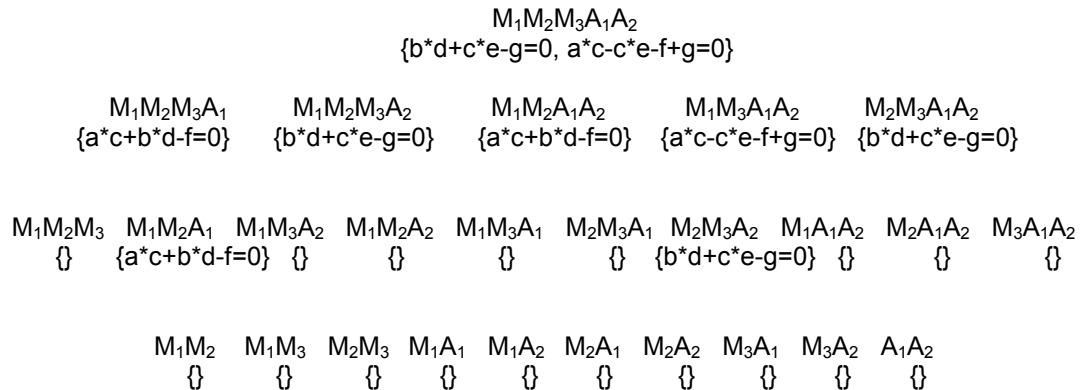 M₁M₂M₃A₁A₂
{b*d+c*e-g=0, a*c-c*e-f+g=0}
M₁M₂M₃A₁ M₁M₂M₃A₂ M₁M₂A₁A₂ M₁M₃A₁A₂ M₂M₃A₁A₂
{a*c+b*d-f=0} {b*d+c*e-g=0} {a*c+b*d-f=0} {a*c-c*e-f+g=0} {b*d+c*e-g=0}
M₁M₂M₃ M₁M₂A₁ M₁M₃A₂ M₁M₂A₂ M₁M₃A₁ M₂M₃A₁ M₂M₃A₂ M₁A₁A₂ M₂A₁A₂ M₃A₁A₂
{} {a*c+b*d-f=0} {} {} {} {} {b*d+c*e-g=0} {} {} {}
M₁M₂ M₁M₃ M₂M₃ M₁A₁ M₁A₂ M₂A₁ M₂A₂ M₃A₁ M₃A₂ A₁A₂
{} {} {} {} {} {} {} {} {} {}